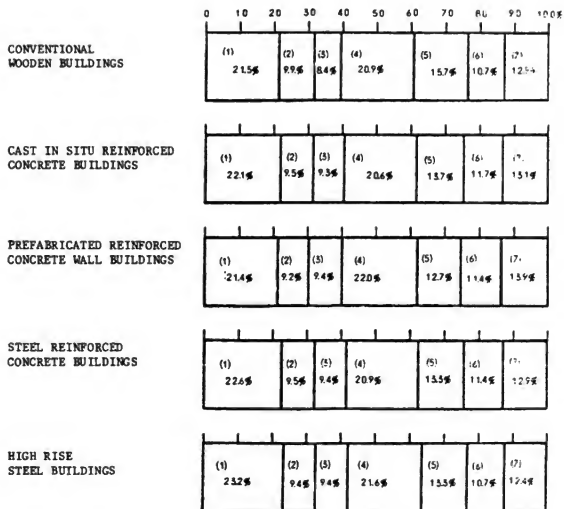 0 10 20 30 40 50 60 70 80 90 100%
CONVENTIONAL
WOODEN BUILDINGS
(1) (2) (3) (4) (5) (6) (7)
21.5% 9.9% 8.4% 20.9% 15.7% 10.7%
CAST IN SITU REINFORCED
CONCRETE BUILDINGS
(1) (2) (3) (4) (5) (6) (7)
22.1% 9.5% 9.3% 20.6% 13.7% 11.7% 13.1%
PREFABRICATED REINFORCED
CONCRETE WALL BUILDINGS
(1) (2) (3) (4) (5) (6) (7)
21.4% 9.2% 9.4% 22.0% 12.7% 11.4% 13.9%
STEEL REINFORCED
CONCRETE BUILDINGS
(1) (2) (3) (4) (5) (6) (7)
22.6% 9.5% 9.4% 20.9% 13.3% 11.4% 12.9%
HIGH RISE
STEEL BUILDINGS
(1) (2) (3) (4) (5) (6) (7)
23.2% 9.4% 9.4% 21.6% 13.3% 10.7% 12.4%